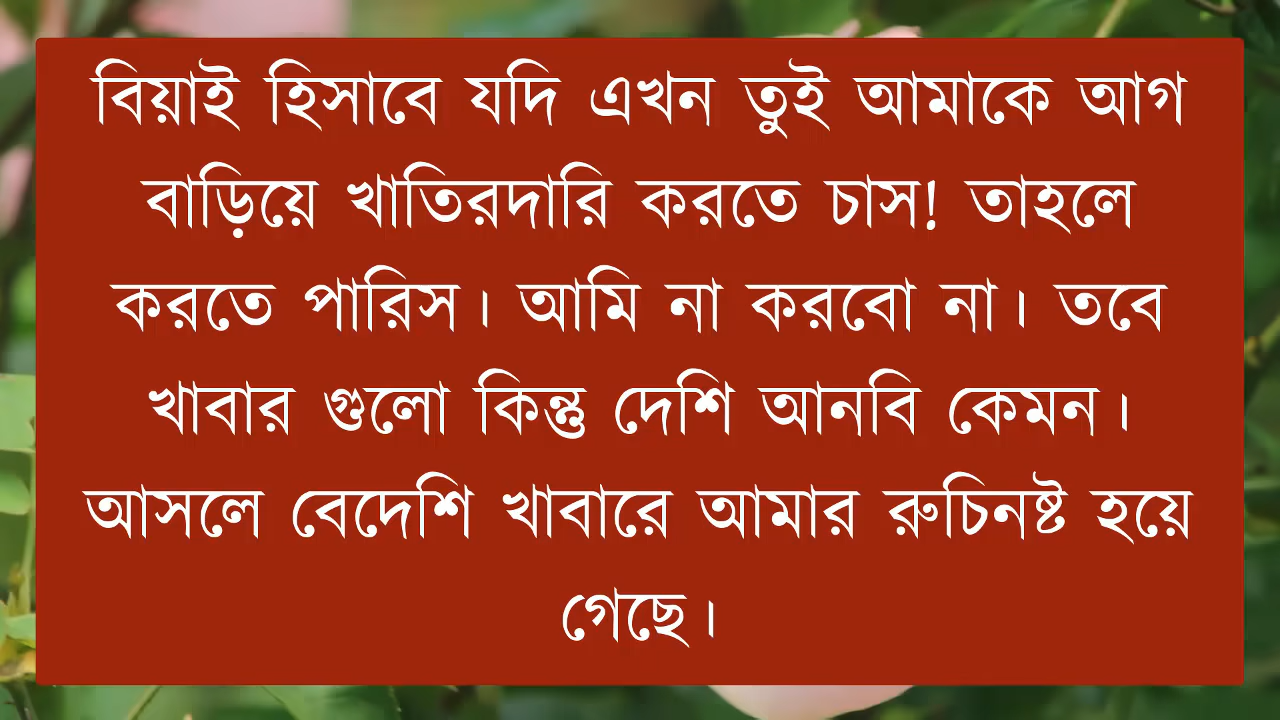 বিয়াই হিসাবে যদি এখন তুই আমাকে আগ
বাড়িয়ে খাতিরদারি করতে চাস! তাহলে
করতে পারিস। আমি না করবো না। তবে
খাবার গুলো কিন্তু দেশি আনবি কেমন।
আসলে বেদেশি খাবারে আমার রুচিনষ্ট হয়ে
গেছে।